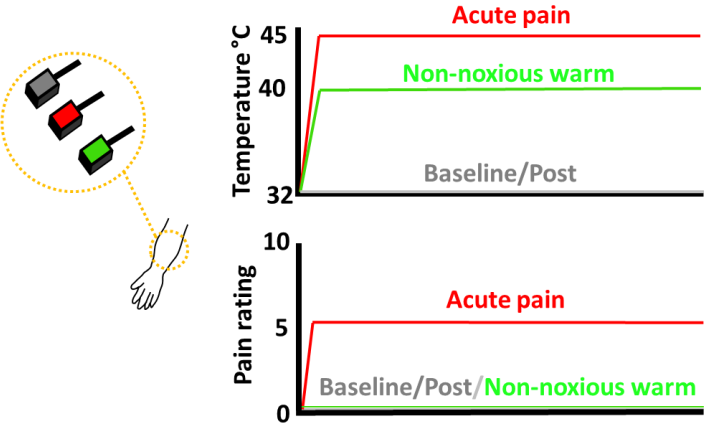 Temperature °C
45
40
32
Acute pain
Non-noxious warm
Baseline/Post
Pain rating
10
5
0
Acute pain
Baseline/Post/Non-noxious warm